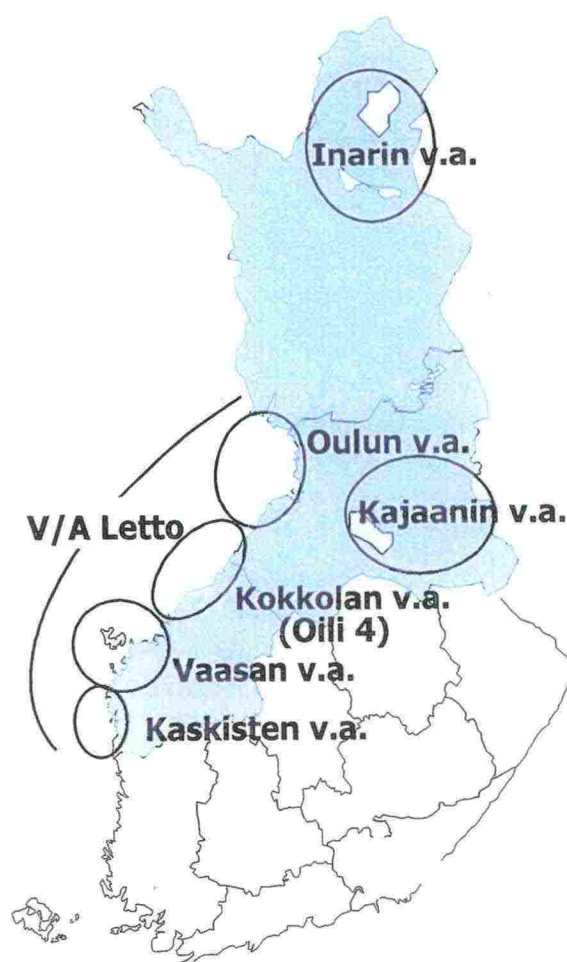 Inarin v.a.
Oulun v.a.
Kajaanin v.a.
V/A Letto
Kokkolan v.a.
(Oili 4)
Vaasan v.a.
Kaskisten v.a.